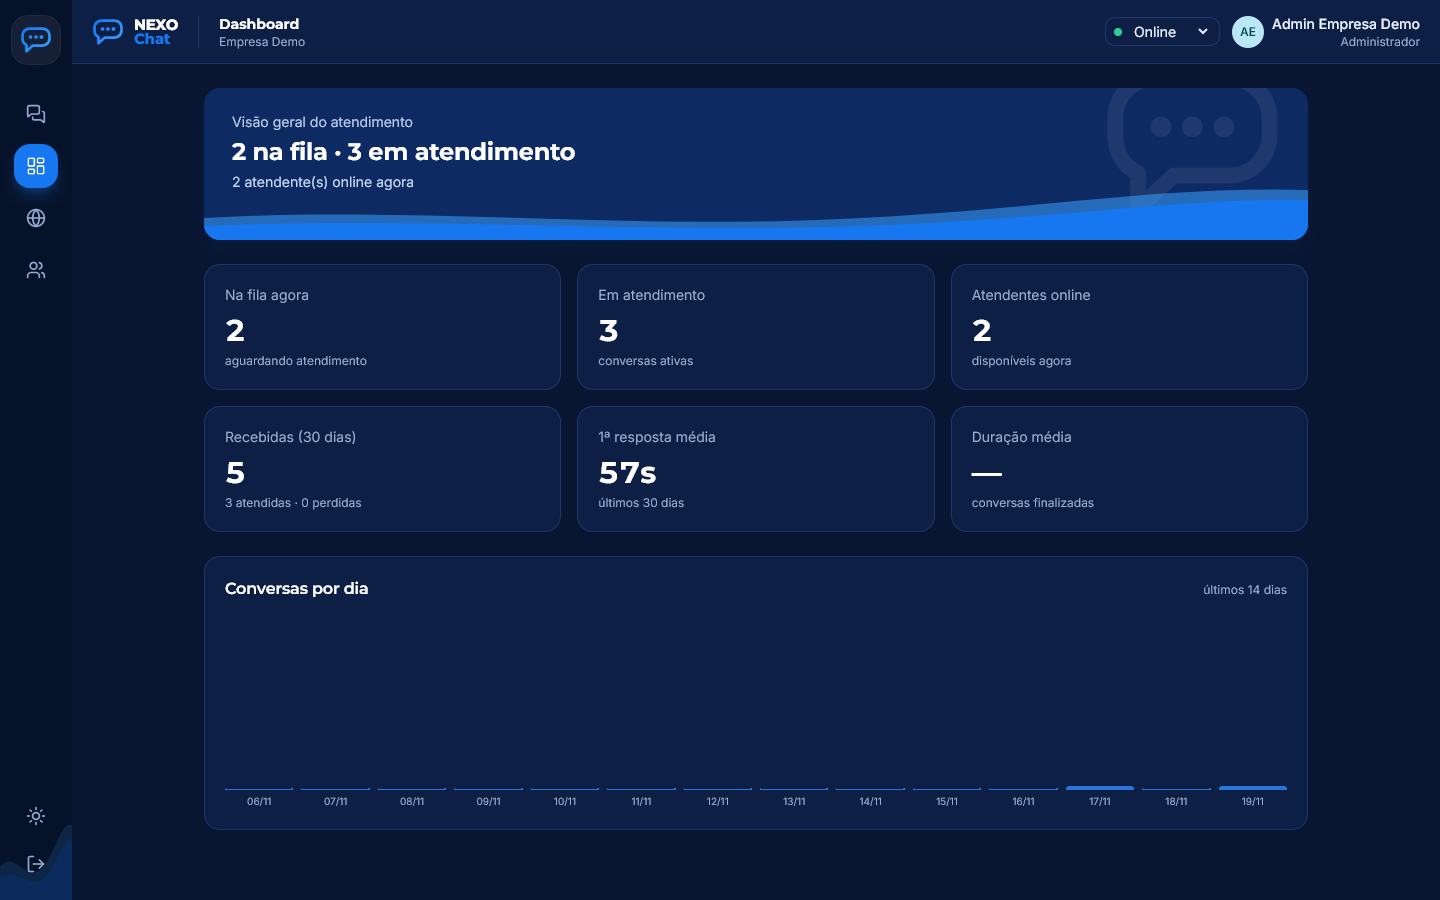 NEXO
Chat
Dashboard
Empresa Demo
Online
AE
Admin Empresa Demo
Administrador
Visão geral do atendimento
2 na fila · 3 em atendimento
2 atendente(s) online agora
Na fila agora
2
aguardando atendimento
Em atendimento
3
conversas ativas
Atendentes online
2
disponíveis agora
Recebidas (30 dias)
5
3 atendidas · 0 perdidas
1ª resposta média
57s
últimos 30 dias
Duração média
—
conversas finalizadas
Conversas por dia
últimos 14 dias
06/11 07/11 08/11 09/11 10/11 11/11 12/11 13/11 14/11 15/11 16/11 17/11 18/11 19/11